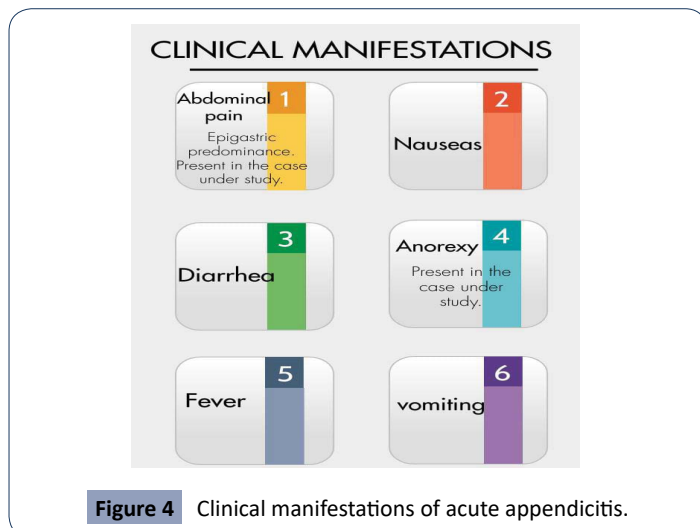 CLINICAL MANIFESTATIONS
1
Abdominal
pain
Epigastric
predominance.
Present in the case
under study.
2
Nauseas
3
Diarrhea
4
Anorexy
Present in the
case under
study.
5
Fever
6
vomiting
Figure 4 Clinical manifestations of acute appendicitis.